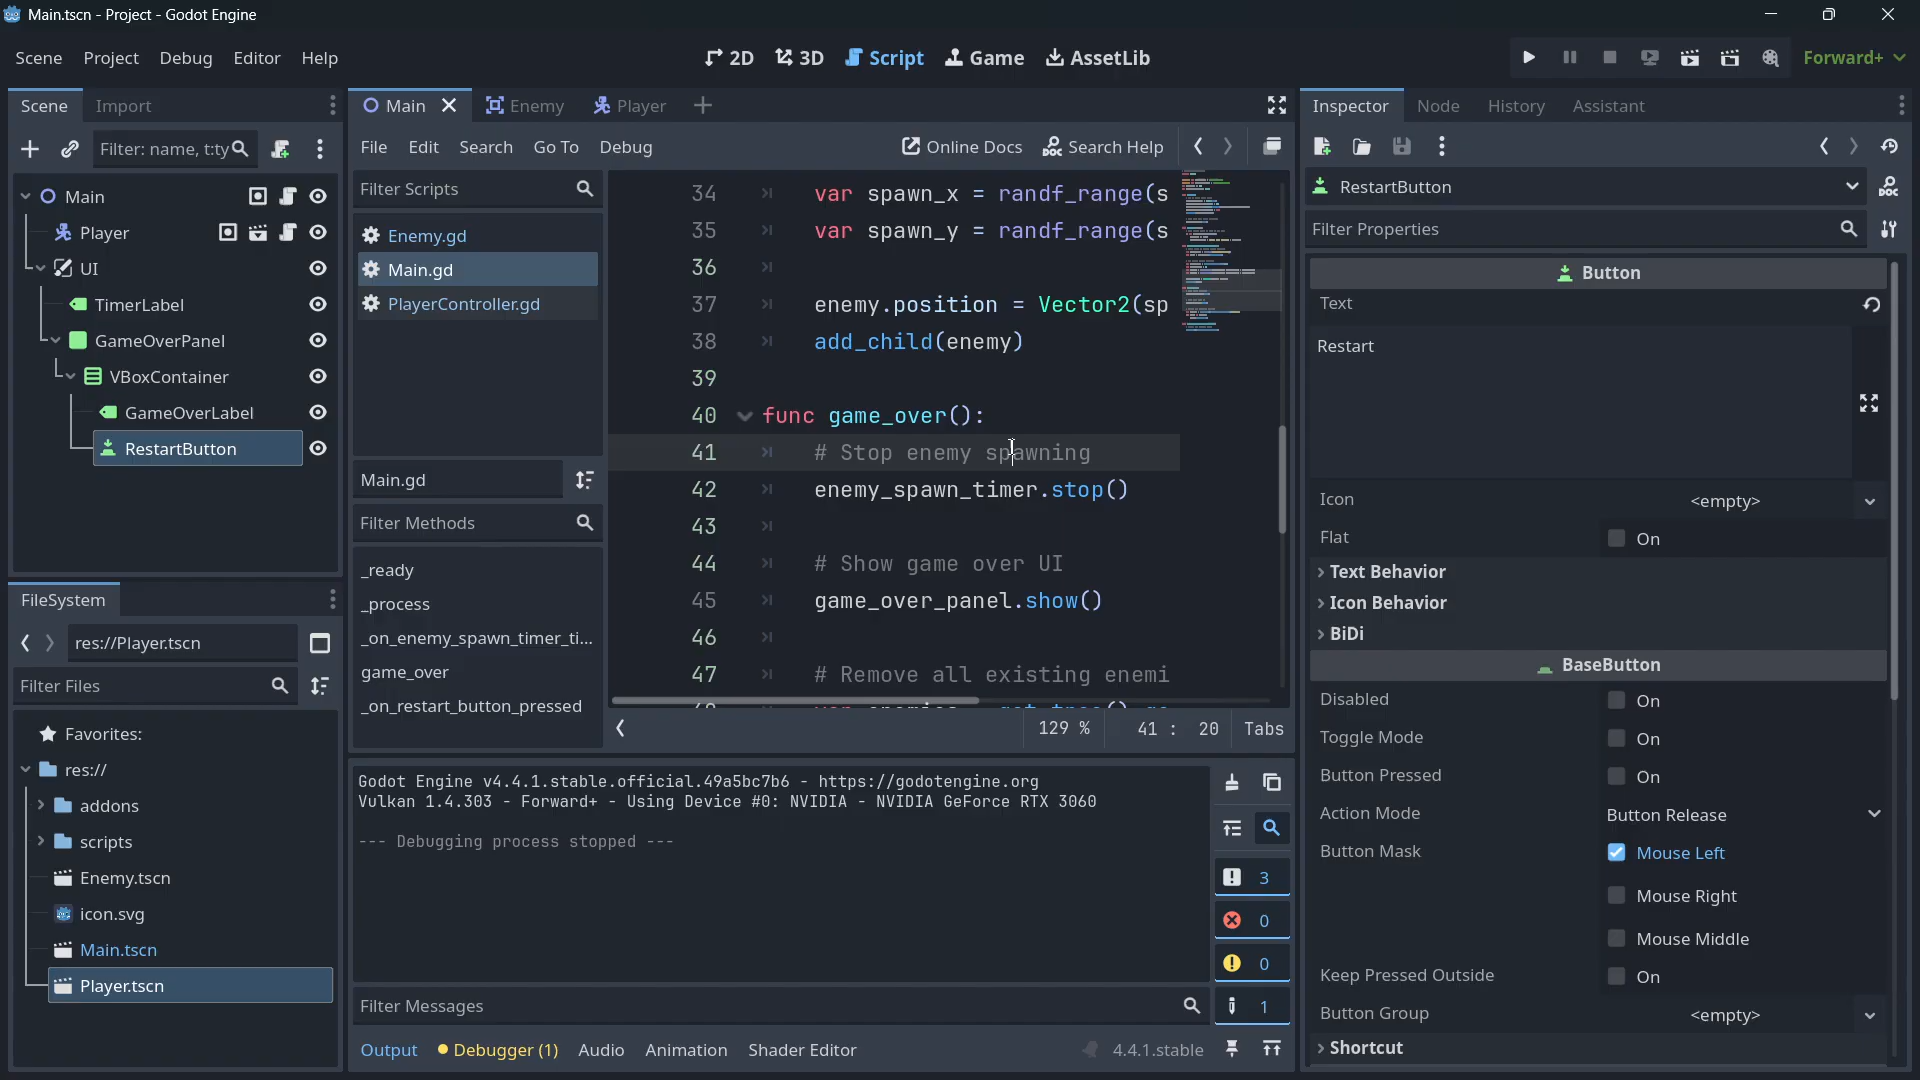 Main.tscn - Project - Godot Engine
Scene Project Debug Editor Help
2D 3D Script Game AssetLib
Forward+
Scene Import
Filter: name, t:ty
Main
Player
UI
TimerLabel
GameOverPanel
VBoxContainer
GameOverLabel
RestartButton
FileSystem
res://Player.tscn
Filter Files
Favorites:
res://
addons
scripts
Enemy.tscn
icon.svg
Main.tscn
Player.tscn
Main Enemy Player
File Edit Search Go To Debug
Online Docs Search Help
Filter Scripts
Enemy.gd
Main.gd
PlayerController.gd
Main.gd
Filter Methods
_ready
_process
_on_enemy_spawn_timer_ti...
game_over
_on_restart_button_pressed
34 var spawn_x = randf_range(s
35 var spawn_y = randf_range(s
36
37 enemy.position = Vector2(sp
38 add_child(enemy)
39
40 func game_over():
41 # Stop enemy spawning
42 enemy_spawn_timer.stop()
43
44 # Show game over UI
45 game_over_panel.show()
46
47 # Remove all existing enemi
129 % 41 : 20 Tabs
Godot Engine v4.4.1.stable.official.49a5bc7b6 - https://godotengine.org
Vulkan 1.4.303 - Forward+ - Using Device #0: NVIDIA - NVIDIA GeForce RTX 3060
--- Debugging process stopped ---
3
0
0
1
Filter Messages
Output Debugger (1) Audio Animation Shader Editor
4.4.1.stable
Inspector Node History Assistant
RestartButton
Filter Properties
Button
Text
Restart
Icon <empty>
Flat On
Text Behavior
Icon Behavior
BiDi
BaseButton
Disabled On
Toggle Mode On
Button Pressed On
Action Mode Button Release
Button Mask Mouse Left
Mouse Right
Mouse Middle
Keep Pressed Outside On
Button Group <empty>
Shortcut